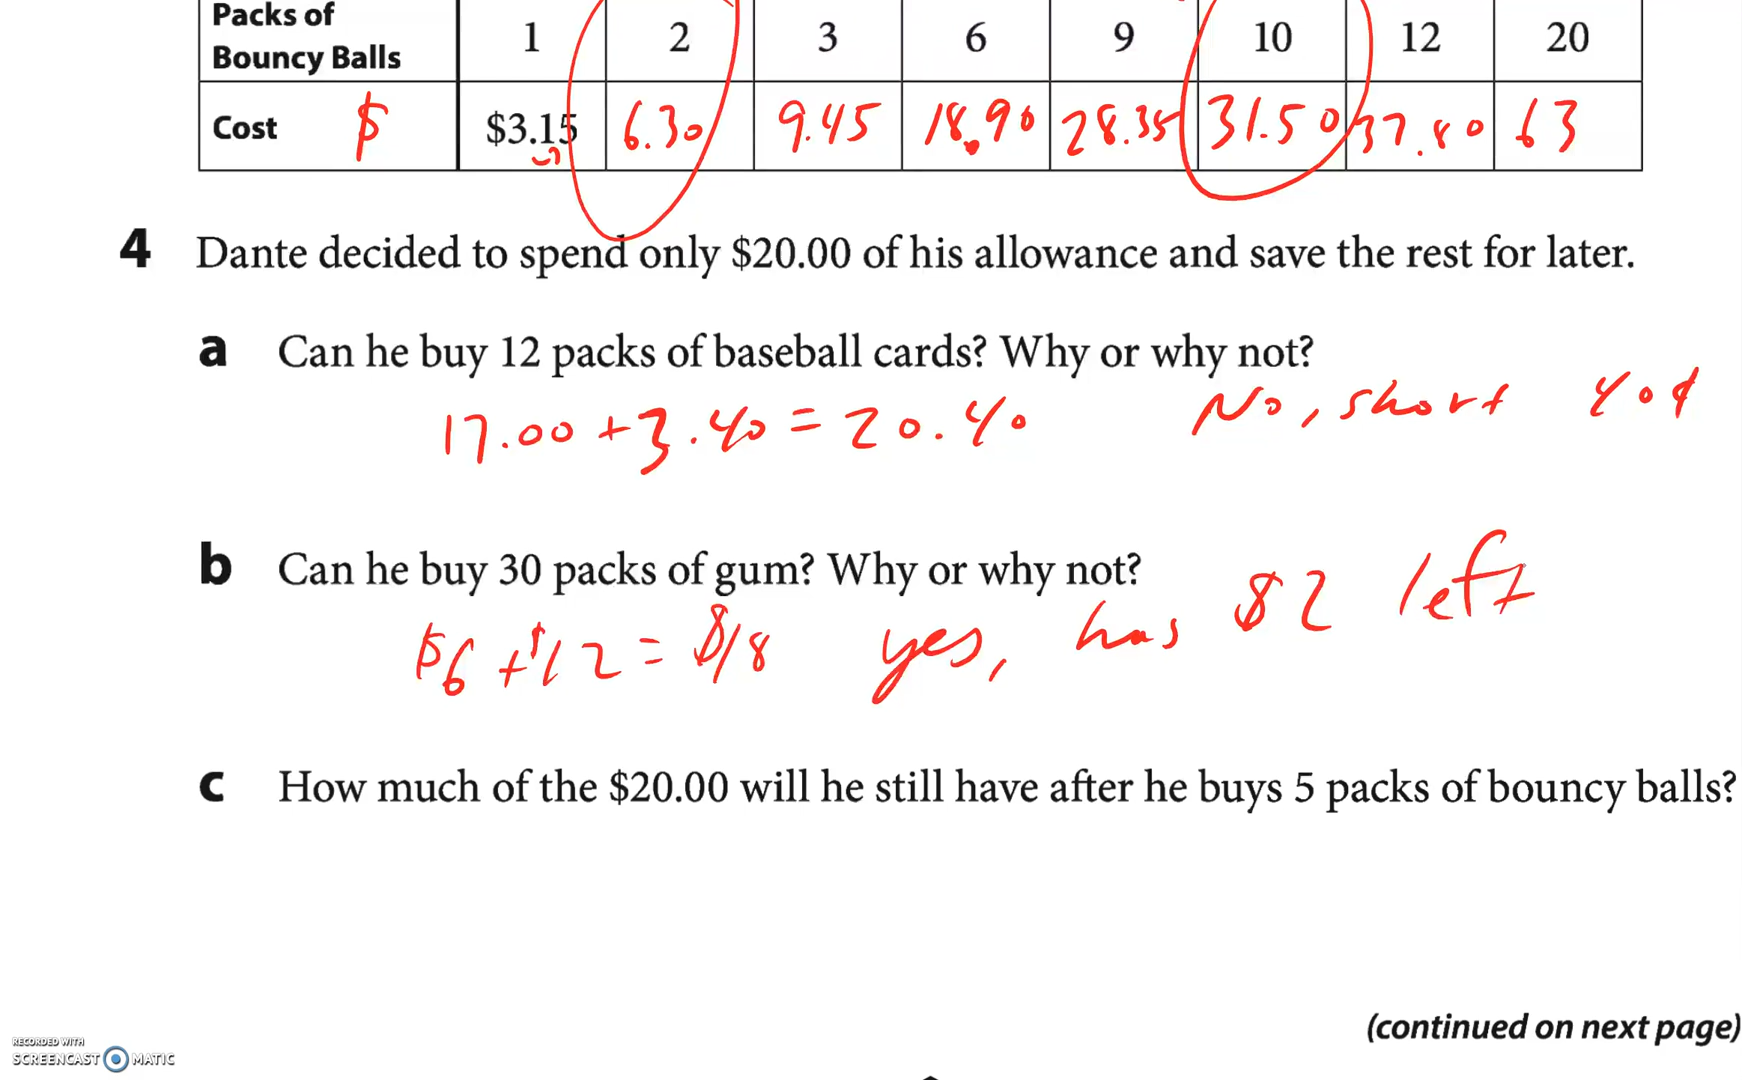 Packs of
Bouncy Balls 1 2 3 6 9 10 12 20
Cost $ $3.15 6.30 9.45 18.90 28.35 31.50 37.80 63
4 Dante decided to spend only $20.00 of his allowance and save the rest for later.
a Can he buy 12 packs of baseball cards? Why or why not?
17.00 + 3.40 = 20.40 No, short 40¢
b Can he buy 30 packs of gum? Why or why not?
$6 + $12 = $18 yes, has $2 left
c How much of the $20.00 will he still have after he buys 5 packs of bouncy balls?
(continued on next page)
RECORDED WITH
SCREENCAST MATIC